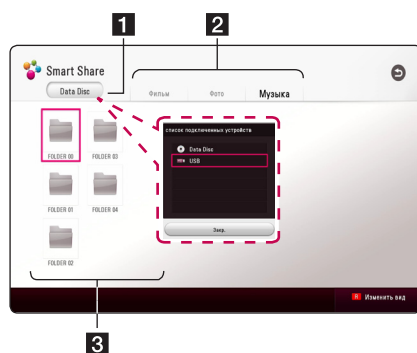 1
2
Smart Share
Data Disc
Фильм
Фото
Музыка
список подключенных устройств
Data Disc
USB
Закр.
FOLDER 00
FOLDER 03
FOLDER 01
FOLDER 04
FOLDER 02
R Изменить вид
3